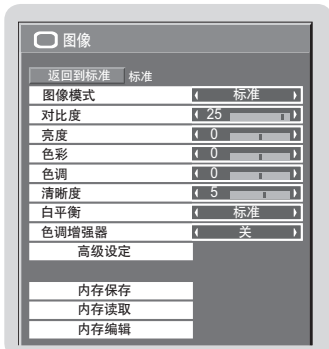 图像
返回到标准 标准
图像模式 标准
对比度 25
亮度 0
色彩 0
色调 0
清晰度 5
白平衡 标准
色调增强器 关
高级设定
内存保存
内存读取
内存编辑